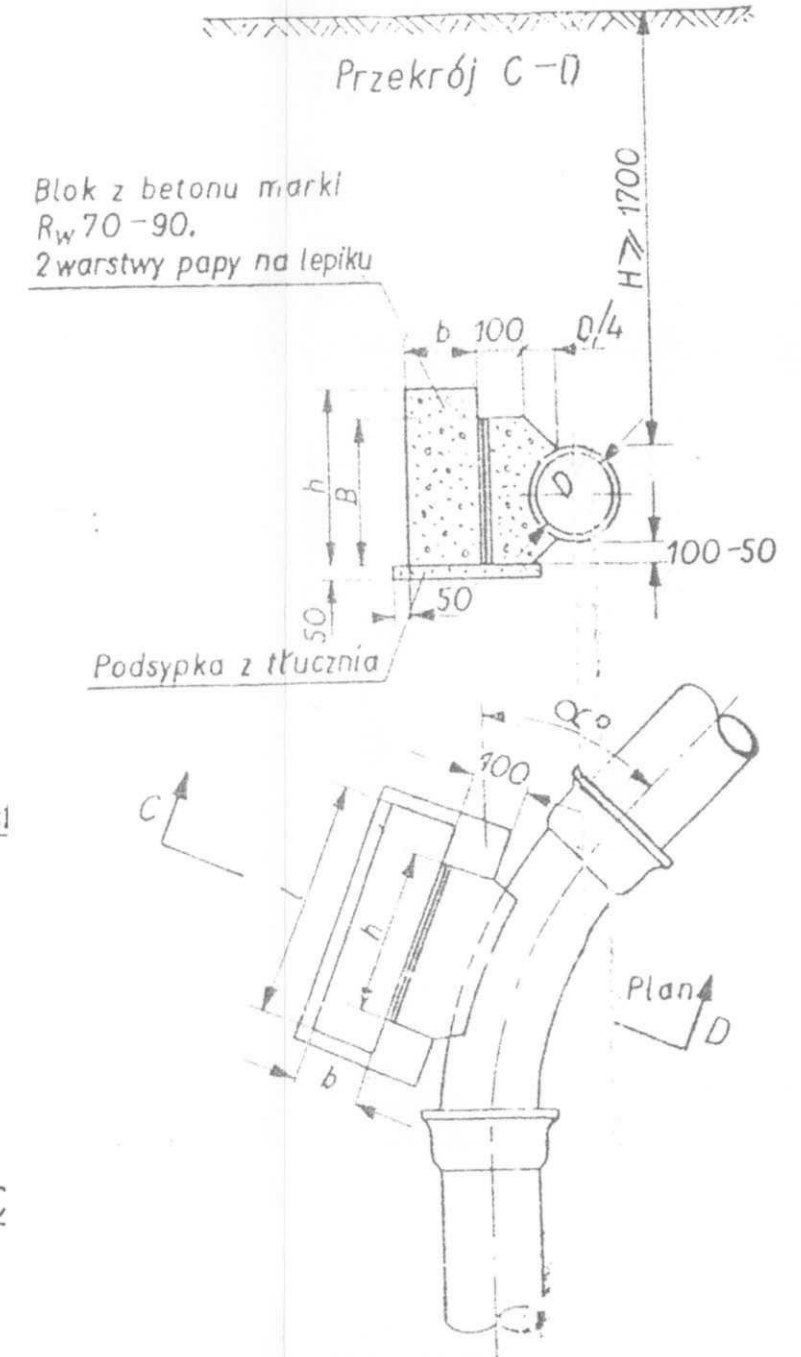 Przekrój C-D
H ⩾ 1700
Blok z betonu marki
Rw 70-90.
2 warstwy papy na lepiku
b 100 D/4
h
B
D
100-50
50
50
Podsypka z tłucznia
α°
100
C
h
Plan
D
b